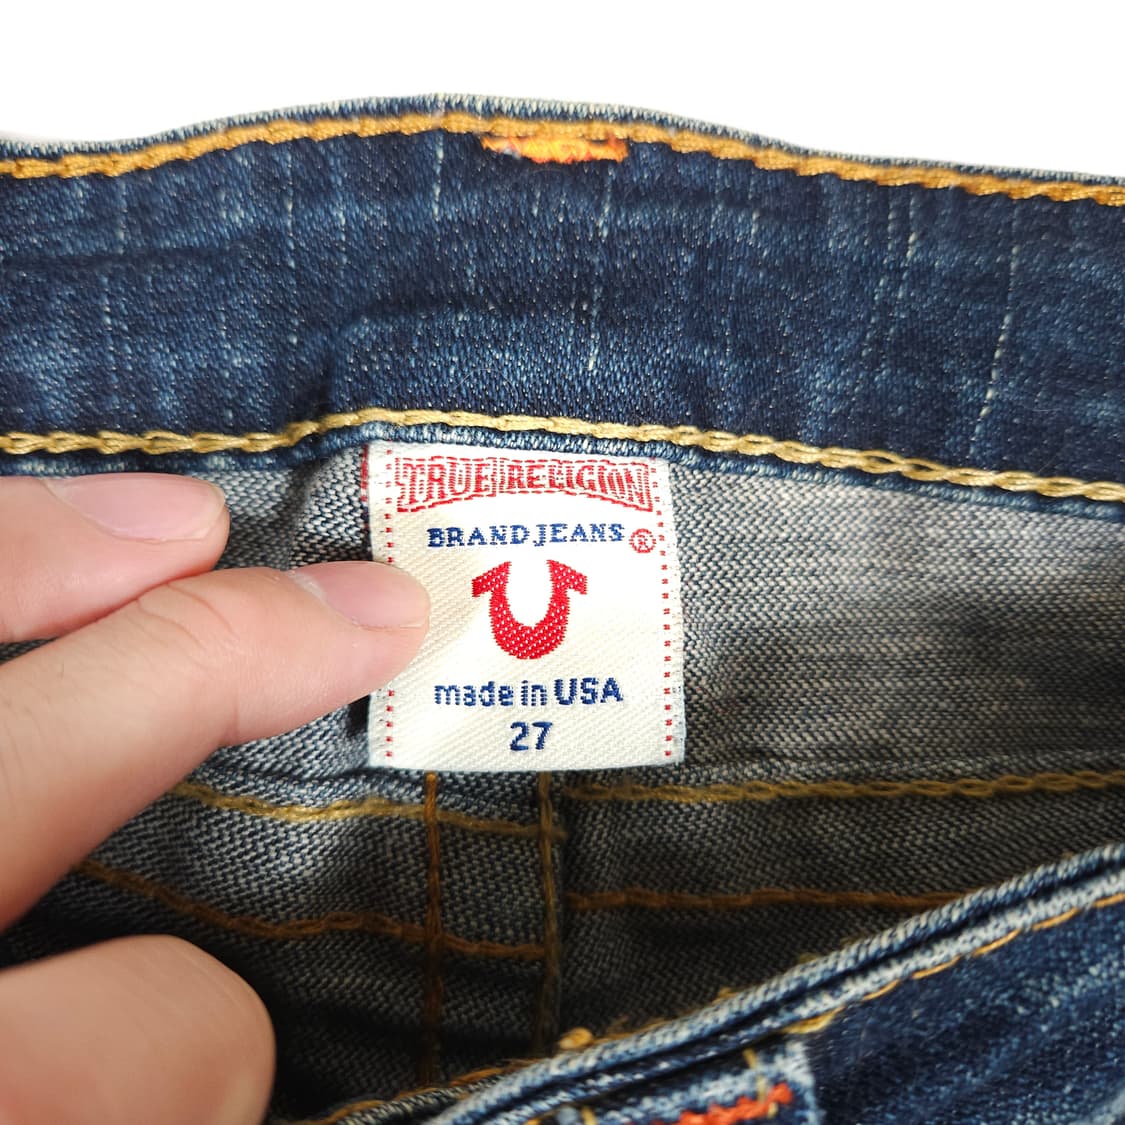 TRUE RELIGION
BRAND JEANS ®
made in USA
27